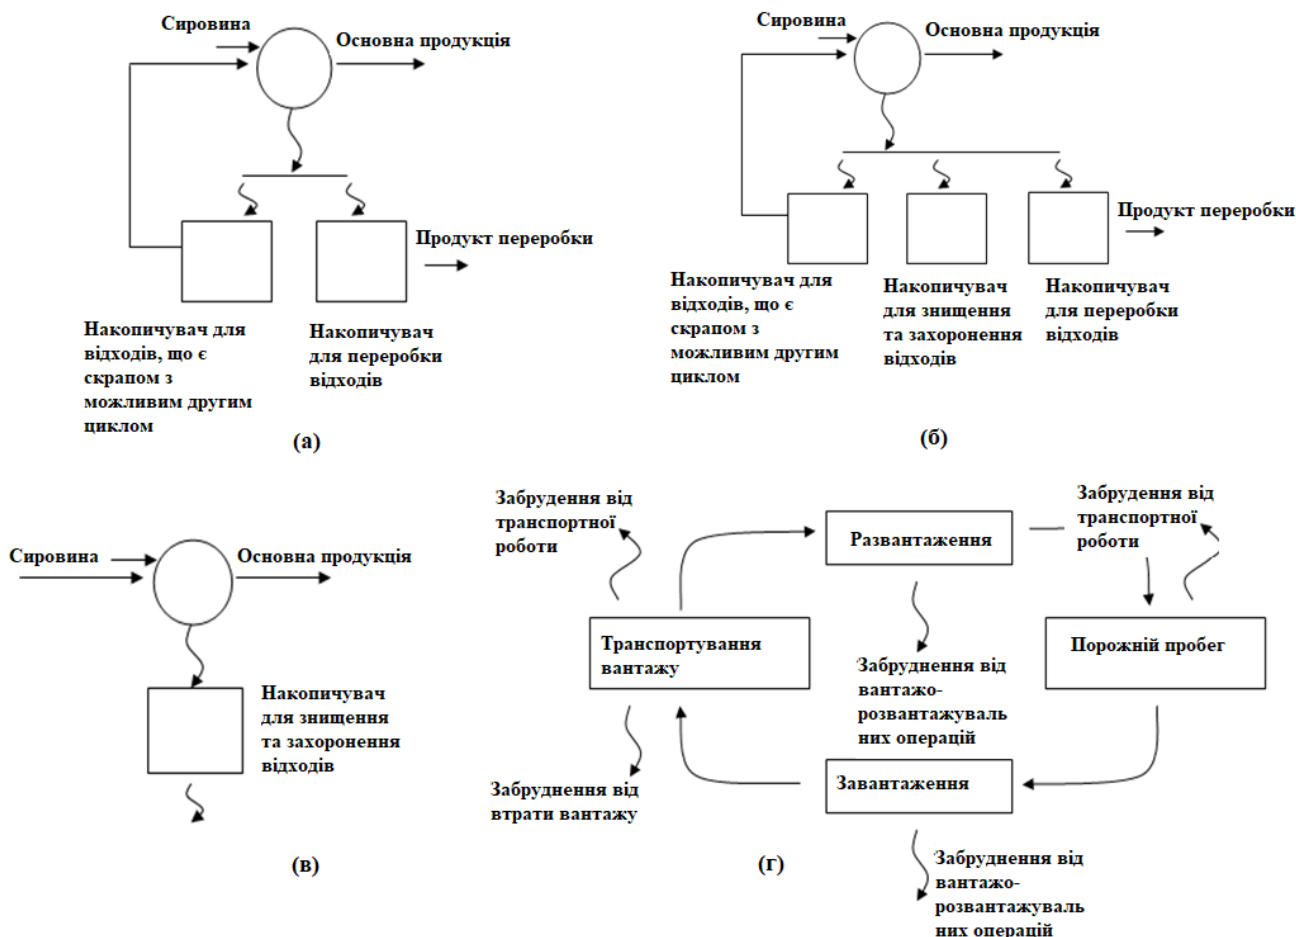 Сировина
Основна продукція
Продукт переробки
Накопичувач для
відходів, що є
скрапом з
можливим другим
циклом
Накопичувач
для переробки
відходів
(а)
Сировина
Основна продукція
Продукт переробки
Накопичувач для
відходів, що є
скрапом з
можливим другим
циклом
Накопичувач
для знищення
та захоронення
відходів
Накопичувач
для переробки
відходів
(б)
Сировина
Основна продукція
Накопичувач
для знищення
та захоронення
відходів
(в)
Забрудення від
транспортної
роботи
Развантаження
Забрудення від
транспортної
роботи
Транспортування
вантажу
Порожній пробег
Забруднення від
вантажо-
розвантажуваль
них операцій
Завантаження
Забруднення від
втрати вантажу
(г)
Забруднення від
вантажо-
розвантажуваль
них операцій